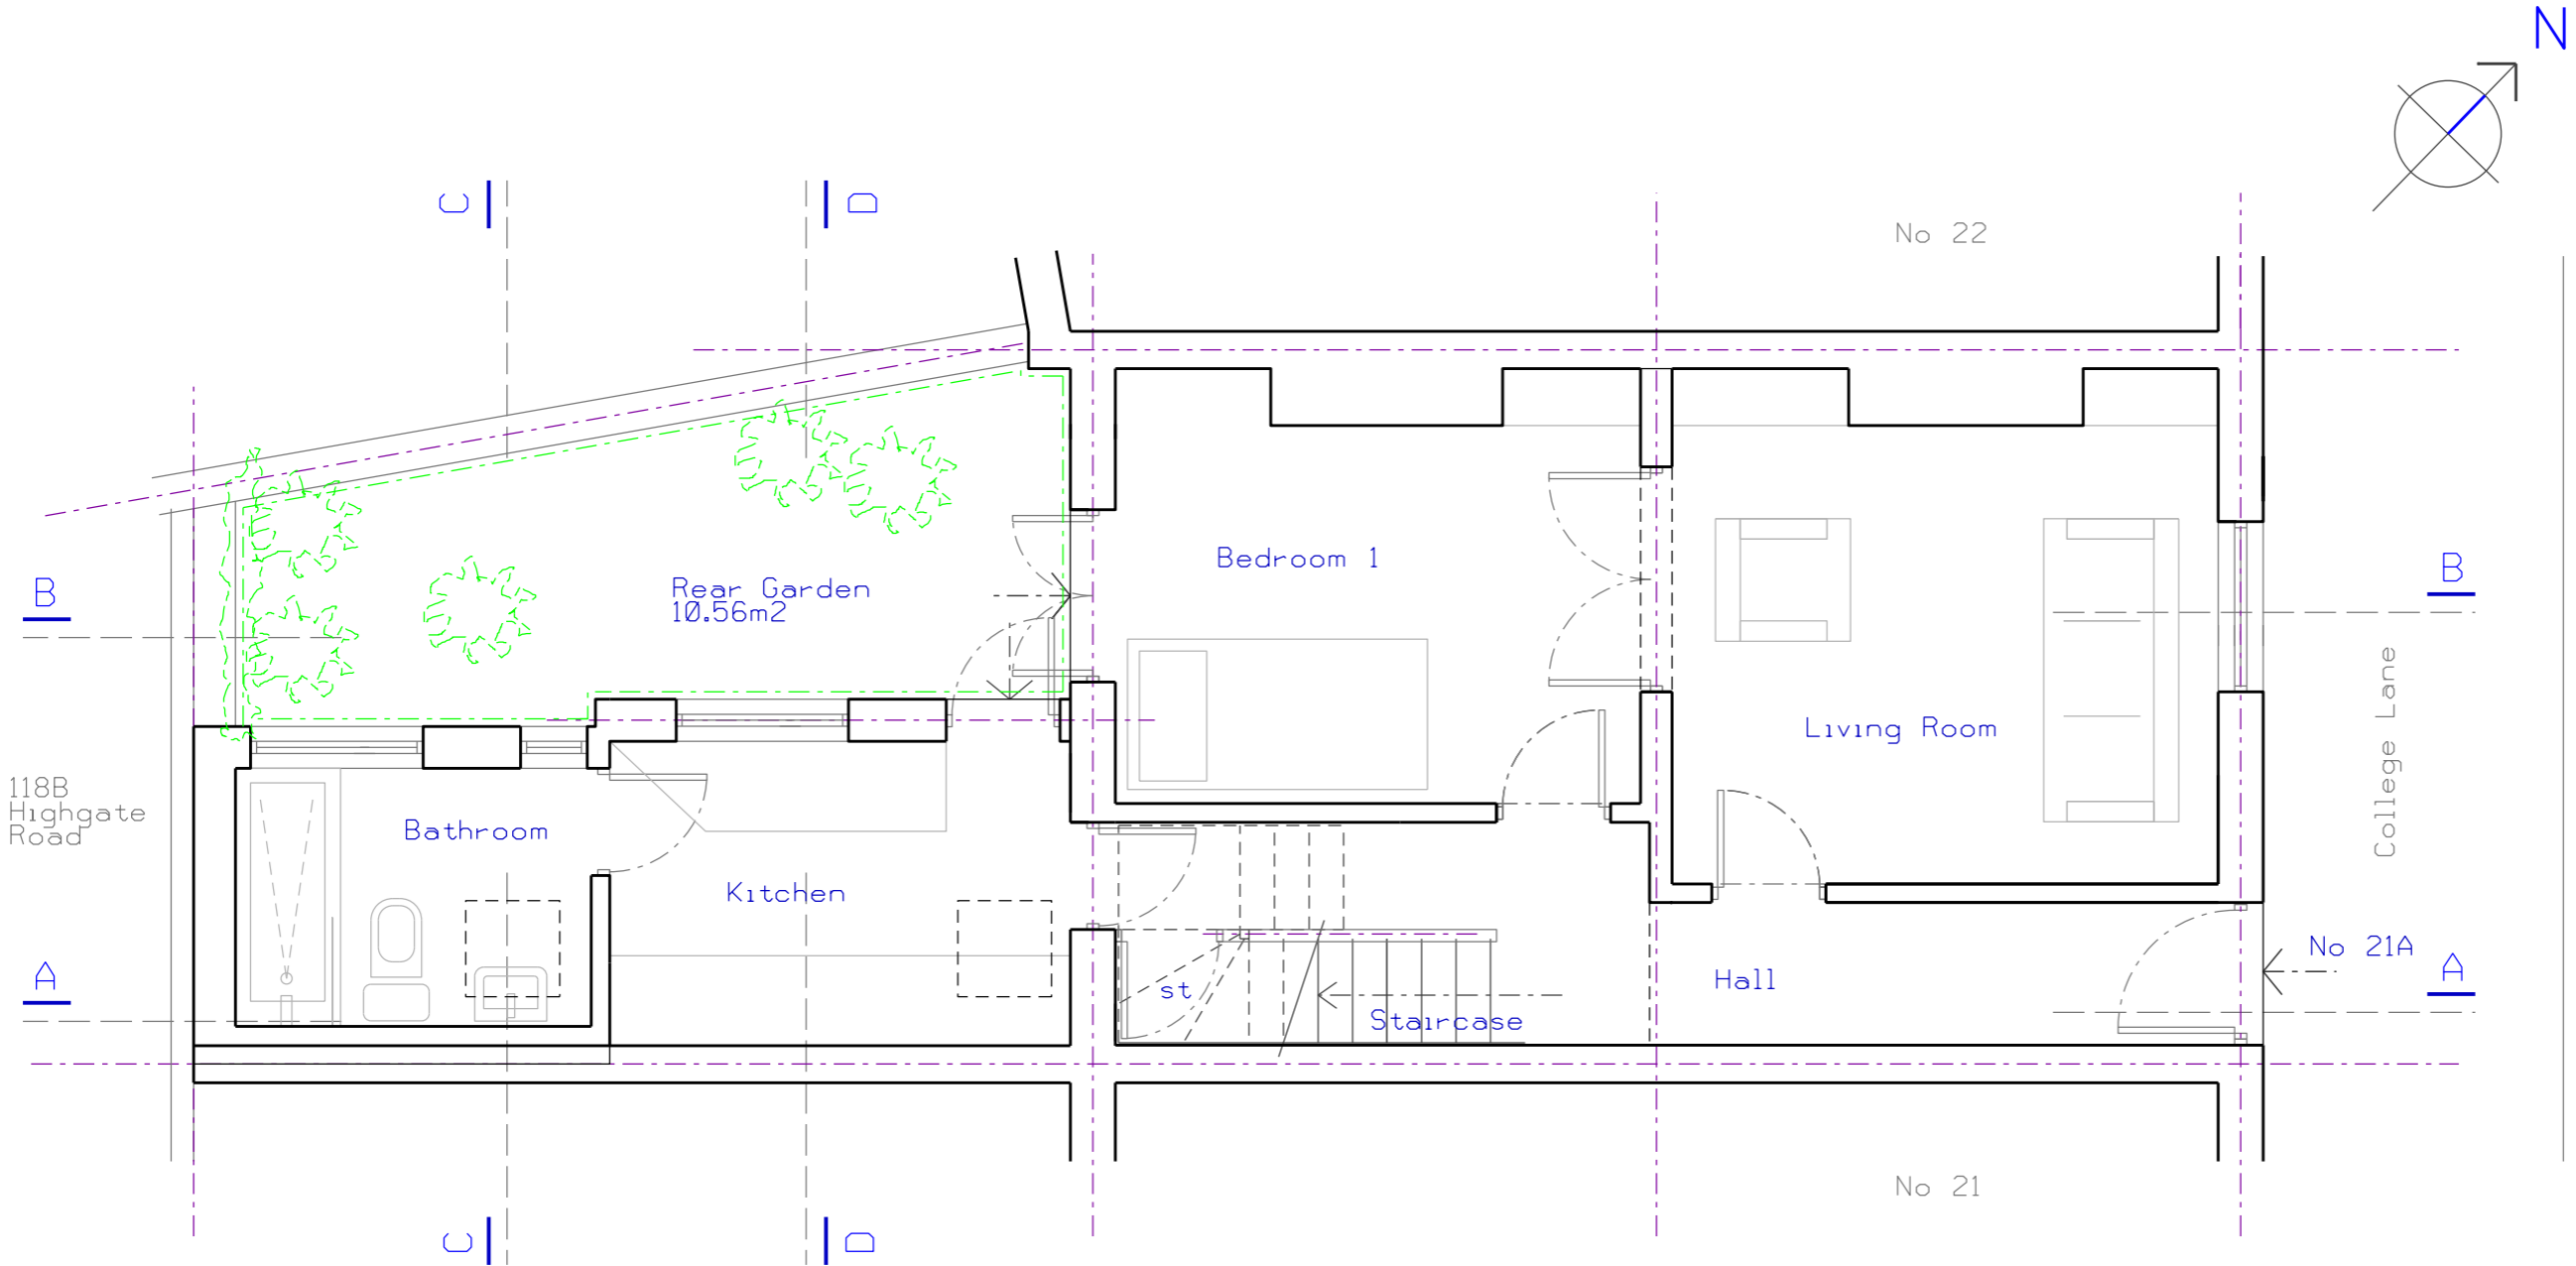 N
C
D
No 22
B
Rear Garden
10.56m2
Bedroom 1
B
Living Room
College Lane
118B
Highgate
Road
Bathroom
Kitchen
A
st
Staircase
Hall
No 21A
A
No 21
C
D